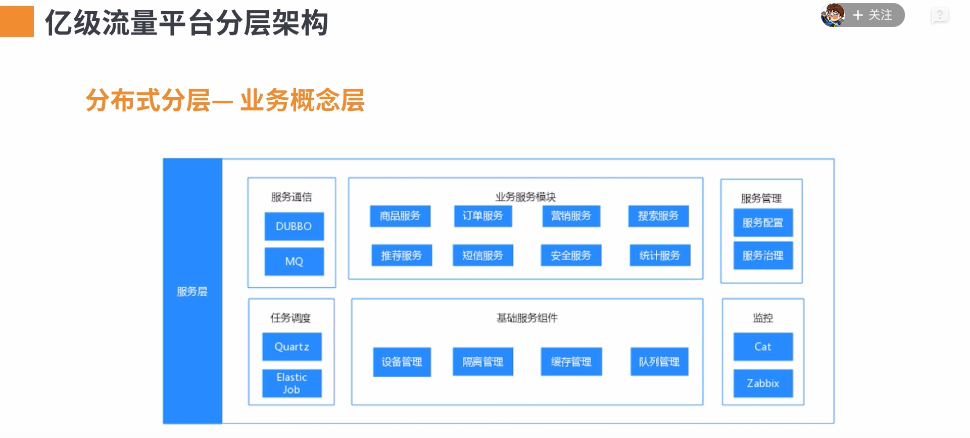 亿级流量平台分层架构
+ 关注
?
分布式分层— 业务概念层
服务层
服务通信
DUBBO
MQ
业务服务模块
商品服务
订单服务
营销服务
搜索服务
推荐服务
短信服务
安全服务
统计服务
服务管理
服务配置
服务治理
任务调度
Quartz
Elastic
Job
基础服务组件
设备管理
隔离管理
缓存管理
队列管理
监控
Cat
Zabbix